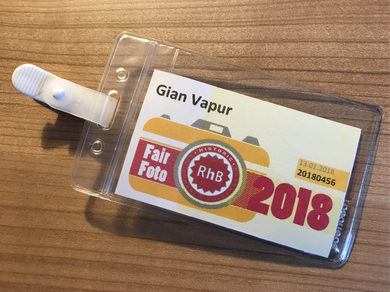 Gian Vapur
Fair
Foto
HISTORIC
RhB
13.01.2018
20180456
2018